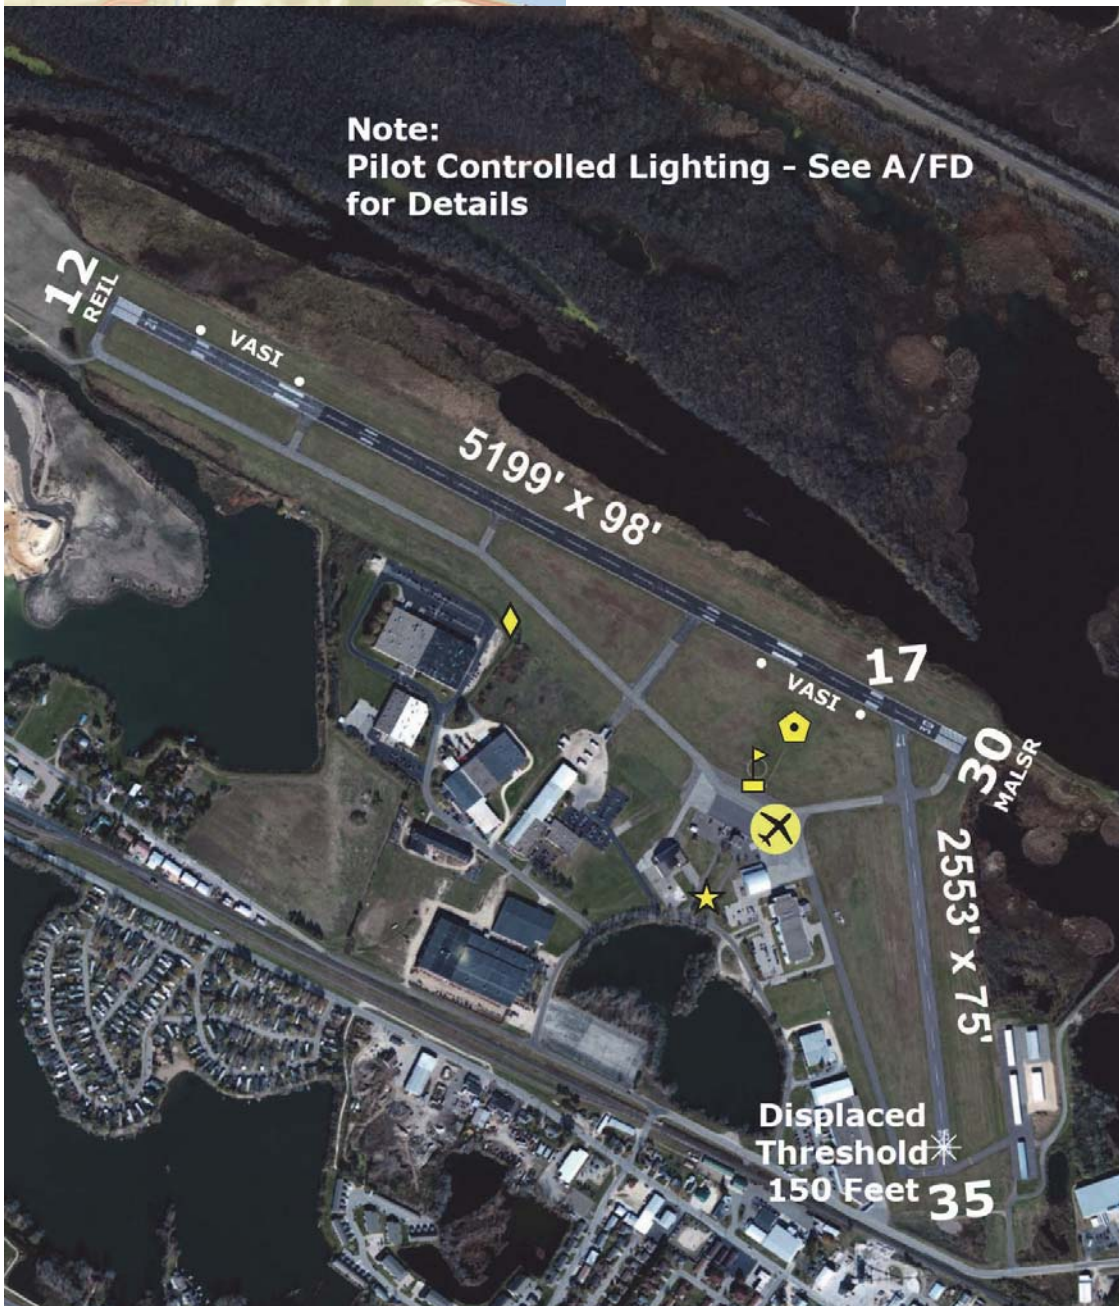 Note:
Pilot Controlled Lighting - See A/FD
for Details
12
REIL
VASI
5199' x 98'
17
VASI
30
MALSR
2553' x 75'
Displaced
Threshold
150 Feet
35